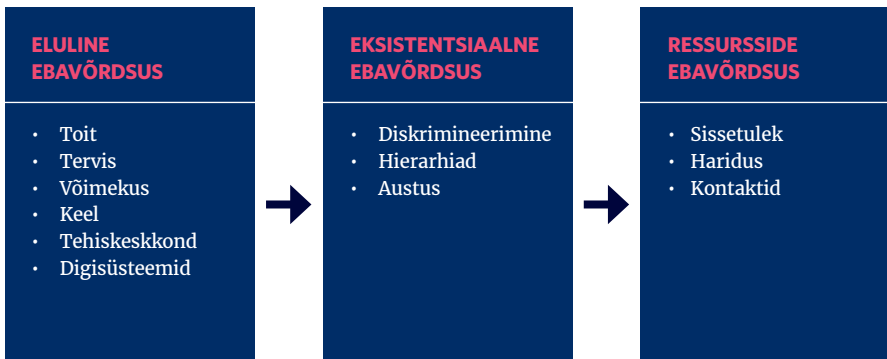 ELULINE
EBAVÕRDSUS
• Toit
• Tervis
• Võimekus
• Keel
• Tehiskeskkond
• Digisüsteemid
EKSISTENTSIAALNE
EBAVÕRDSUS
• Diskrimineerimine
• Hierarhiad
• Austus
RESSURSSIDE
EBAVÕRDSUS
• Sissetulek
• Haridus
• Kontaktid